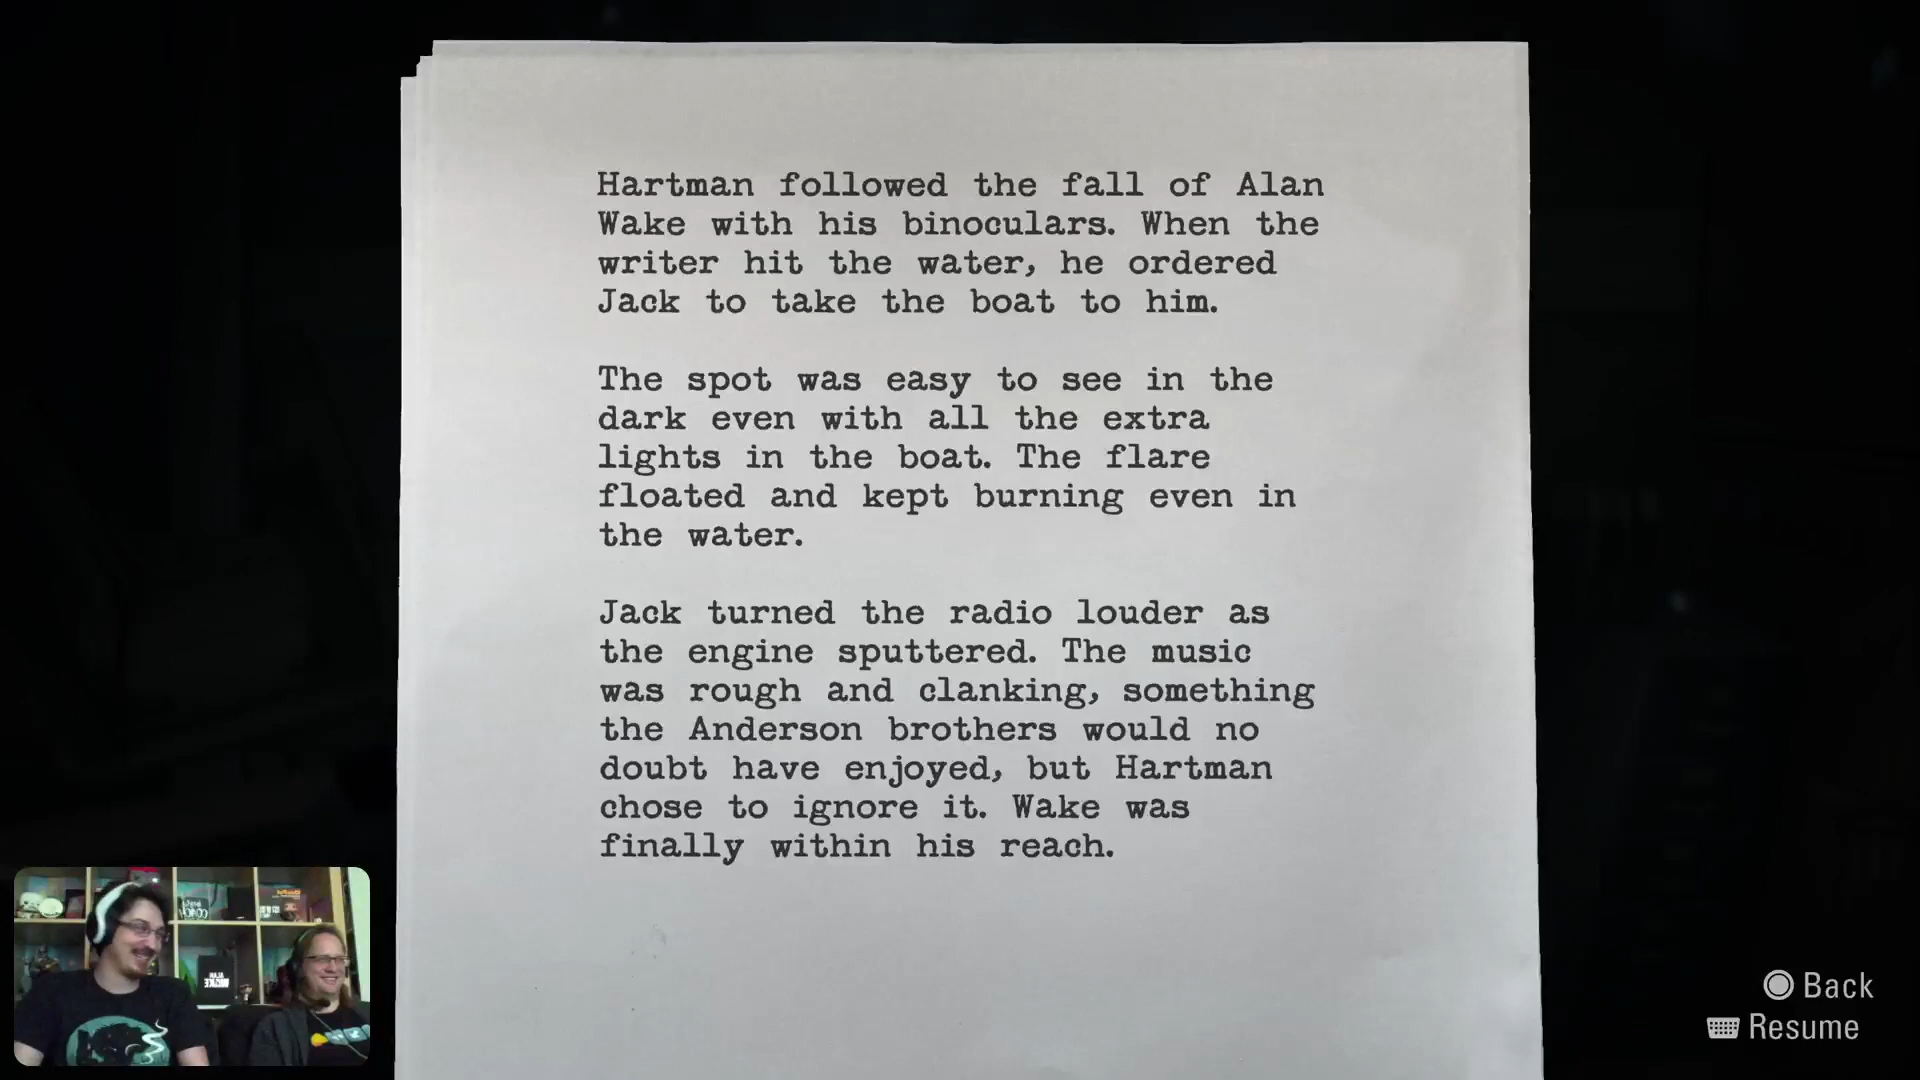 Hartman followed the fall of Alan
Wake with his binoculars. When the
writer hit the water, he ordered
Jack to take the boat to him.
The spot was easy to see in the
dark even with all the extra
lights in the boat. The flare
floated and kept burning even in
the water.
Jack turned the radio louder as
the engine sputtered. The music
was rough and clanking, something
the Anderson brothers would no
doubt have enjoyed, but Hartman
chose to ignore it. Wake was
finally within his reach.
Back
Resume
ALAN
WAKE